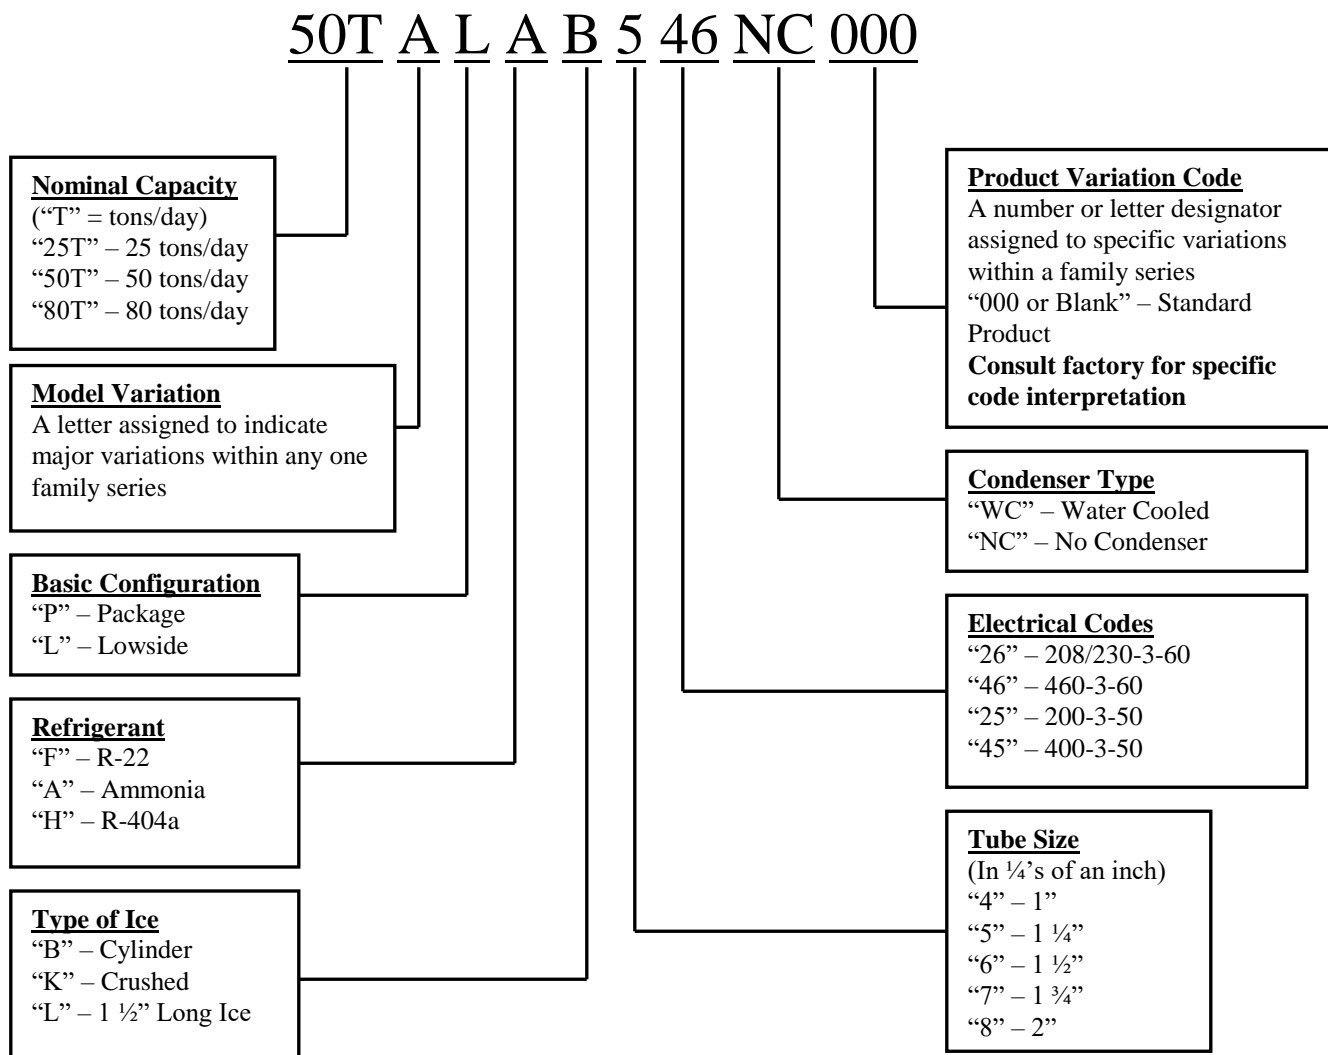 50T A L A B 5 46 NC 000
Nominal Capacity
(“T” = tons/day)
“25T” – 25 tons/day
“50T” – 50 tons/day
“80T” – 80 tons/day
Model Variation
A letter assigned to indicate
major variations within any one
family series
Basic Configuration
“P” – Package
“L” – Lowside
Refrigerant
“F” – R-22
“A” – Ammonia
“H” – R-404a
Type of Ice
“B” – Cylinder
“K” – Crushed
“L” – 1 ½” Long Ice
Product Variation Code
A number or letter designator
assigned to specific variations
within a family series
“000 or Blank” – Standard
Product
Consult factory for specific
code interpretation
Condenser Type
“WC” – Water Cooled
“NC” – No Condenser
Electrical Codes
“26” – 208/230-3-60
“46” – 460-3-60
“25” – 200-3-50
“45” – 400-3-50
Tube Size
(In ¼’s of an inch)
“4” – 1”
“5” – 1 ¼”
“6” – 1 ½”
“7” – 1 ¾”
“8” – 2”